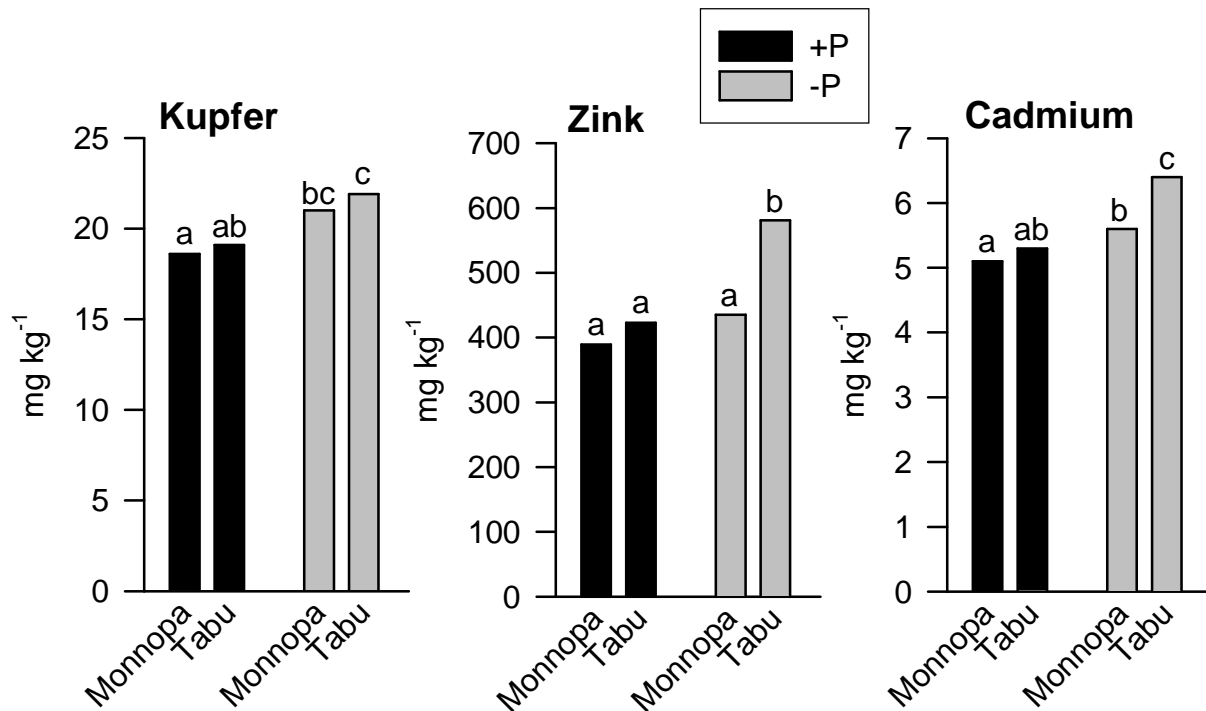 +P
-P
Kupfer
25
20
15
10
5
0
mg kg⁻¹
a
ab
bc
c
Monnopa
Tabu
Monnopa
Tabu
Zink
700
600
500
400
300
200
100
0
mg kg⁻¹
a
a
a
b
Monnopa
Tabu
Monnopa
Tabu
Cadmium
7
6
5
4
3
2
1
0
mg kg⁻¹
a
ab
b
c
Monnopa
Tabu
Monnopa
Tabu